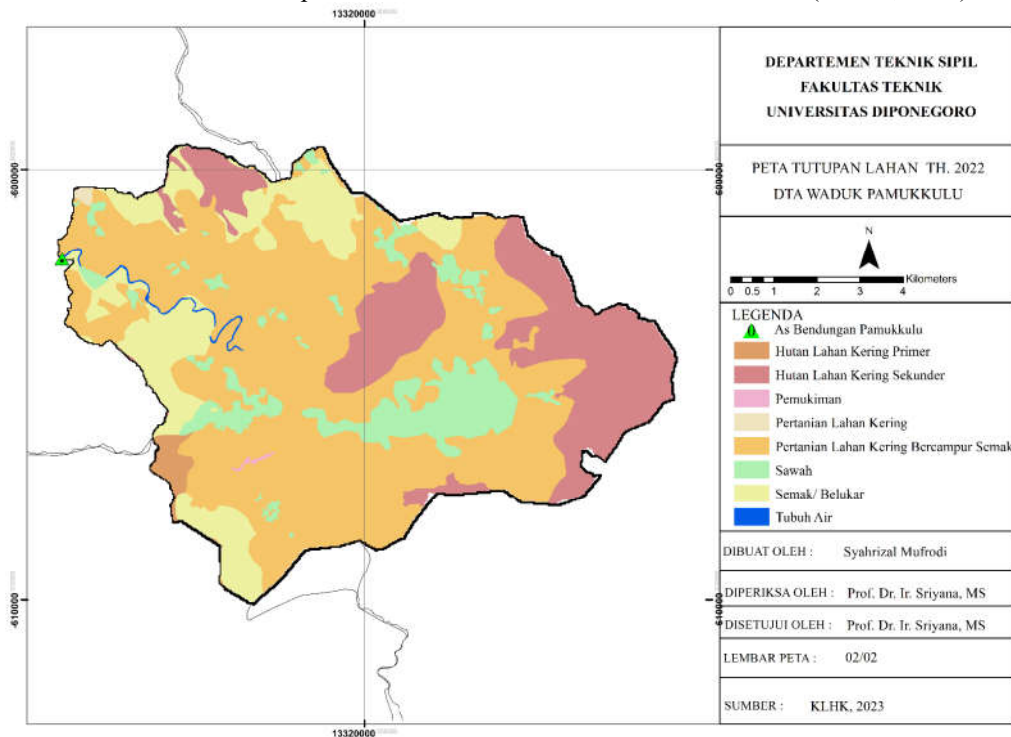 13320000
-600000
-600000
-610000
-610000
13320000
DEPARTEMEN TEKNIK SIPIL
FAKULTAS TEKNIK
UNIVERSITAS DIPONEGORO
PETA TUTUPAN LAHAN TH. 2022
DTA WADUK PAMUKKULU
N
Kilometers
0 0.5 1 2 3 4
LEGENDA
As Bendungan Pamukkulu
Hutan Lahan Kering Primer
Hutan Lahan Kering Sekunder
Pemukiman
Pertanian Lahan Kering
Pertanian Lahan Kering Bercampur Semak
Sawah
Semak/ Belukar
Tubuh Air
DIBUAT OLEH : Syahrizal Mufrodi
DIPERIKSA OLEH : Prof. Dr. Ir. Sriyana, MS
DISETUJUI OLEH : Prof. Dr. Ir. Sriyana, MS
LEMBAR PETA : 02/02
SUMBER : KLHK, 2023